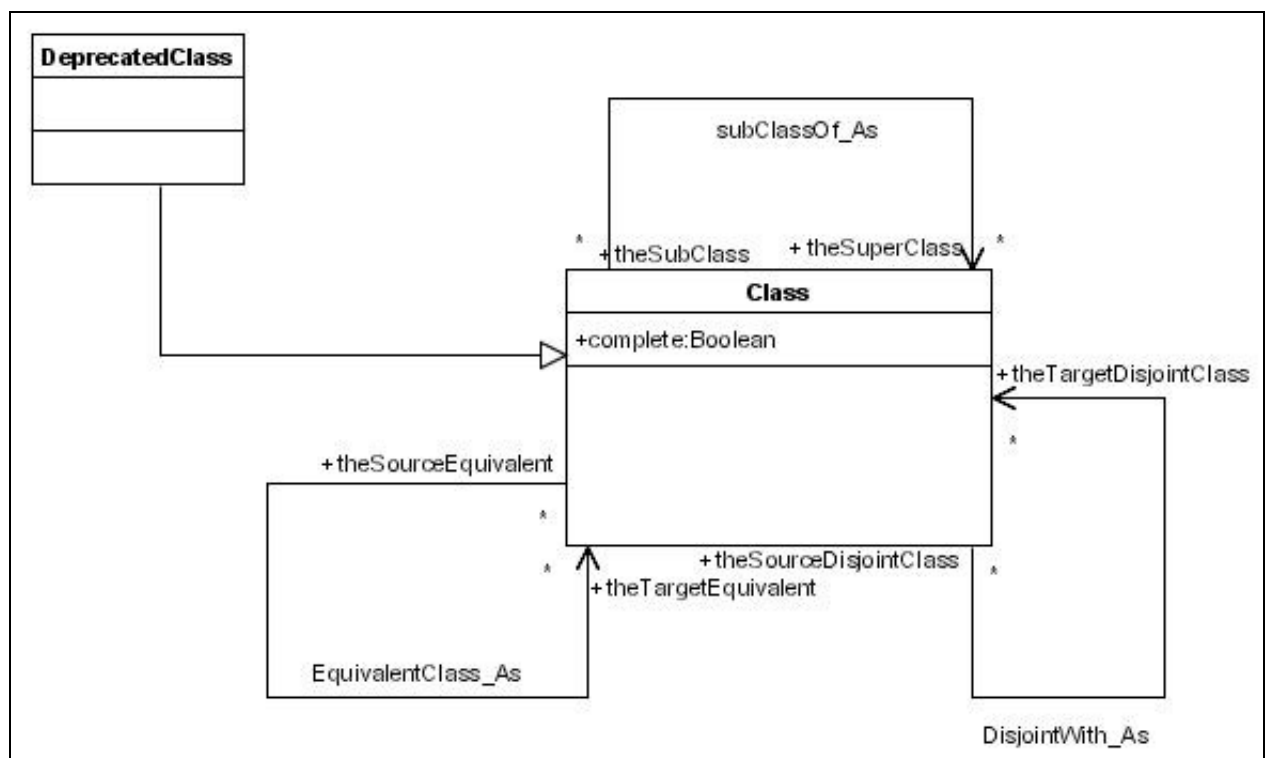 DeprecatedClass
subClassOf_As
*
+theSubClass
+theSuperClass
*
Class
+complete:Boolean
+theTargetDisjointClass
*
+theSourceEquivalent
*
*
+theTargetEquivalent
+theSourceDisjointClass
*
EquivalentClass_As
DisjointWith_As